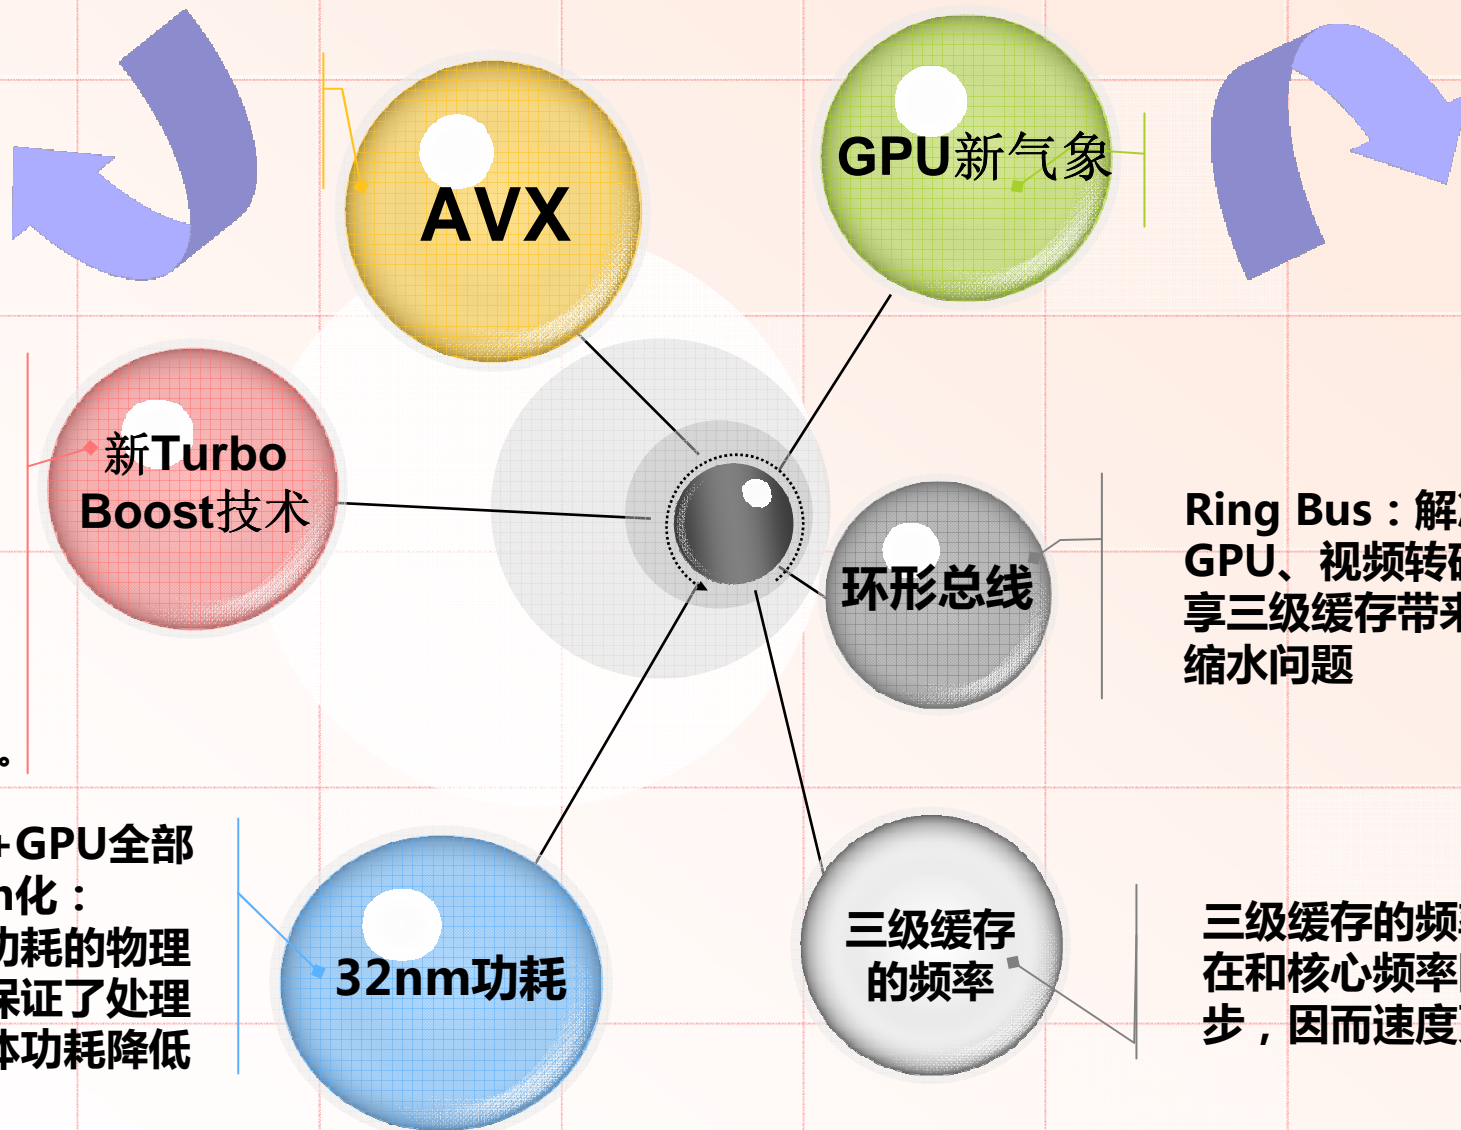 AVX
GPU新气象
新Turbo
Boost技术
Ring Bus：解
GPU、视频转
享三级缓存带
缩水问题
环形总线
。
+GPU全部
化：
功耗的物理
保证了处理
体功耗降低
32nm功耗
三级缓存
的频率
三级缓存的频
在和核心频率
步，因而速度